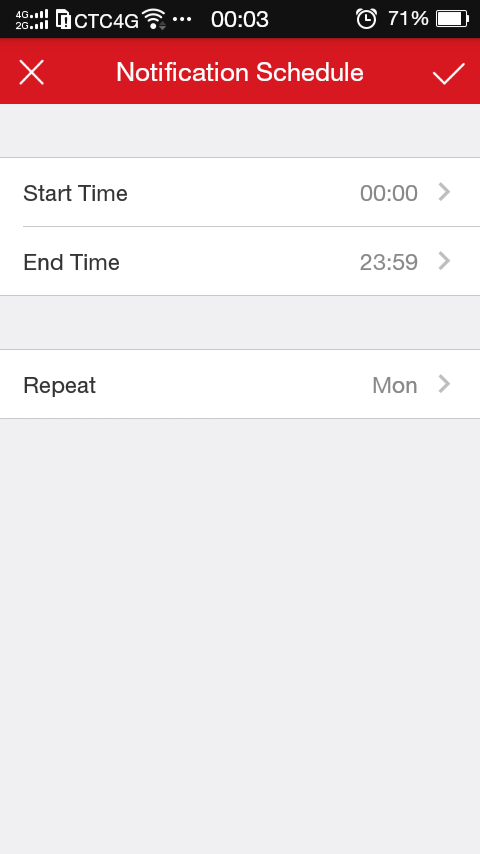 4G 2G CTC4G 00:03 71%
Notification Schedule
Start Time 00:00
End Time 23:59
Repeat Mon